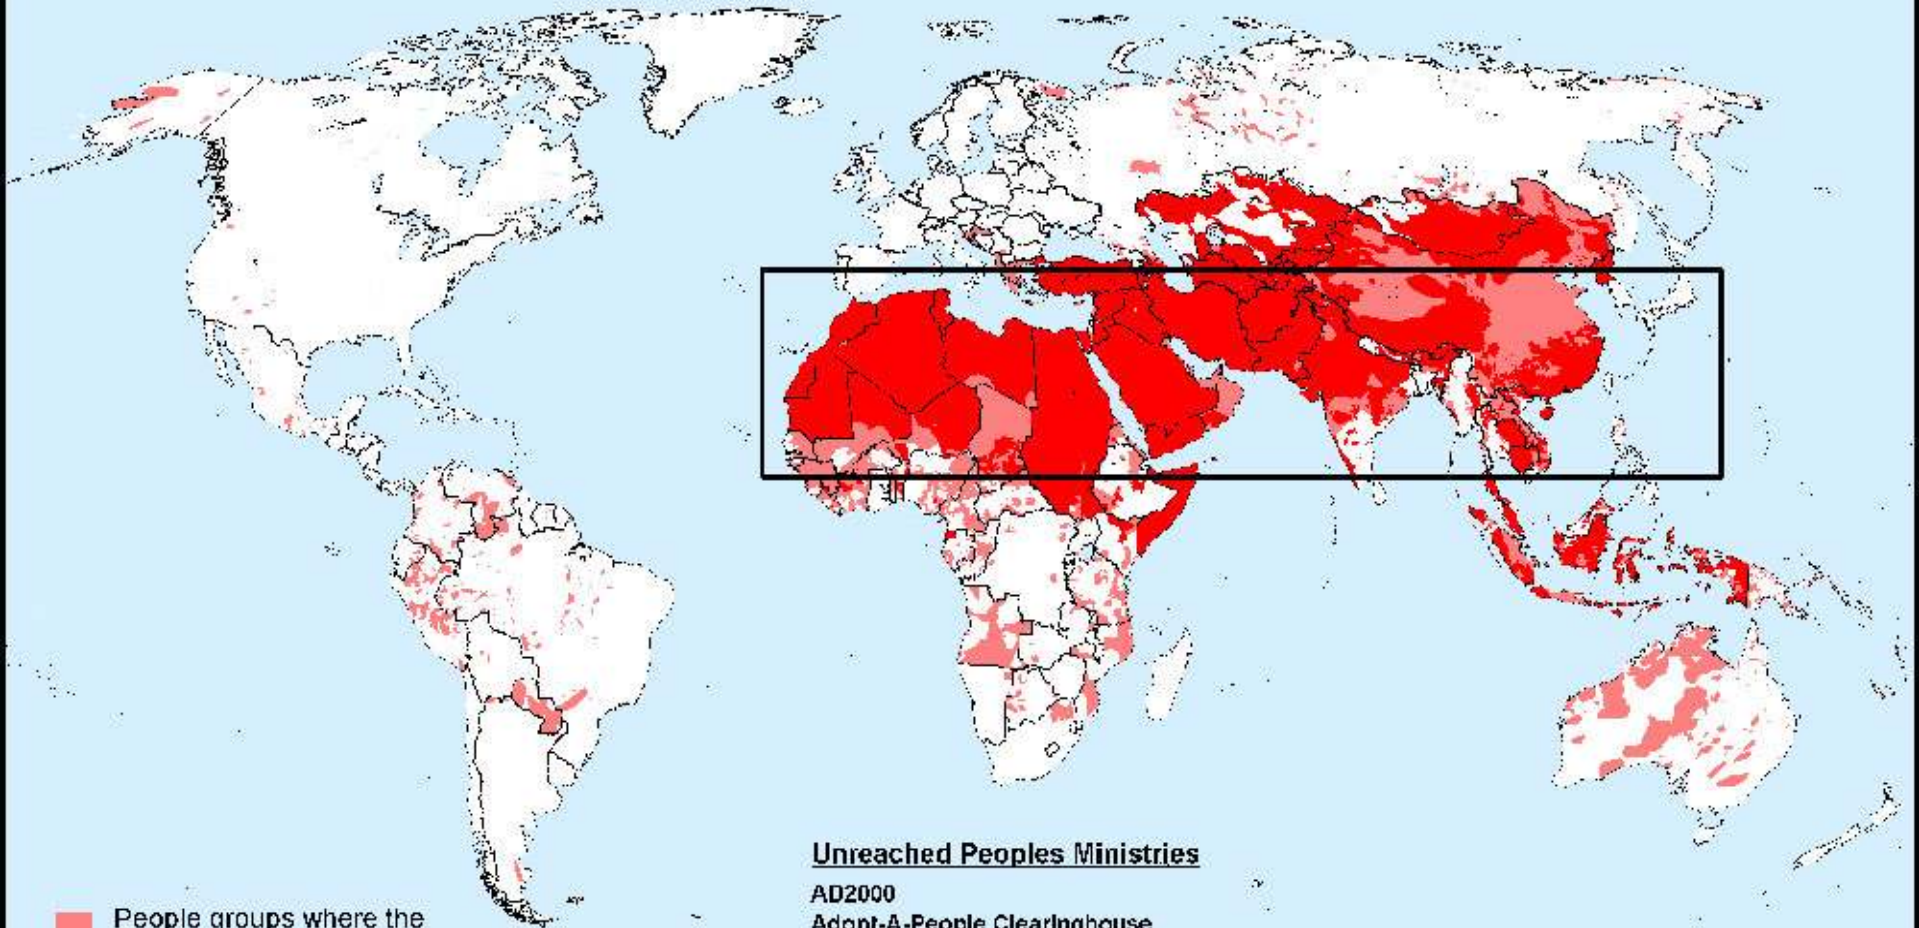 Unreached Peoples Ministries
AD2000
Adopt-A-People Clearinghouse
People groups where the